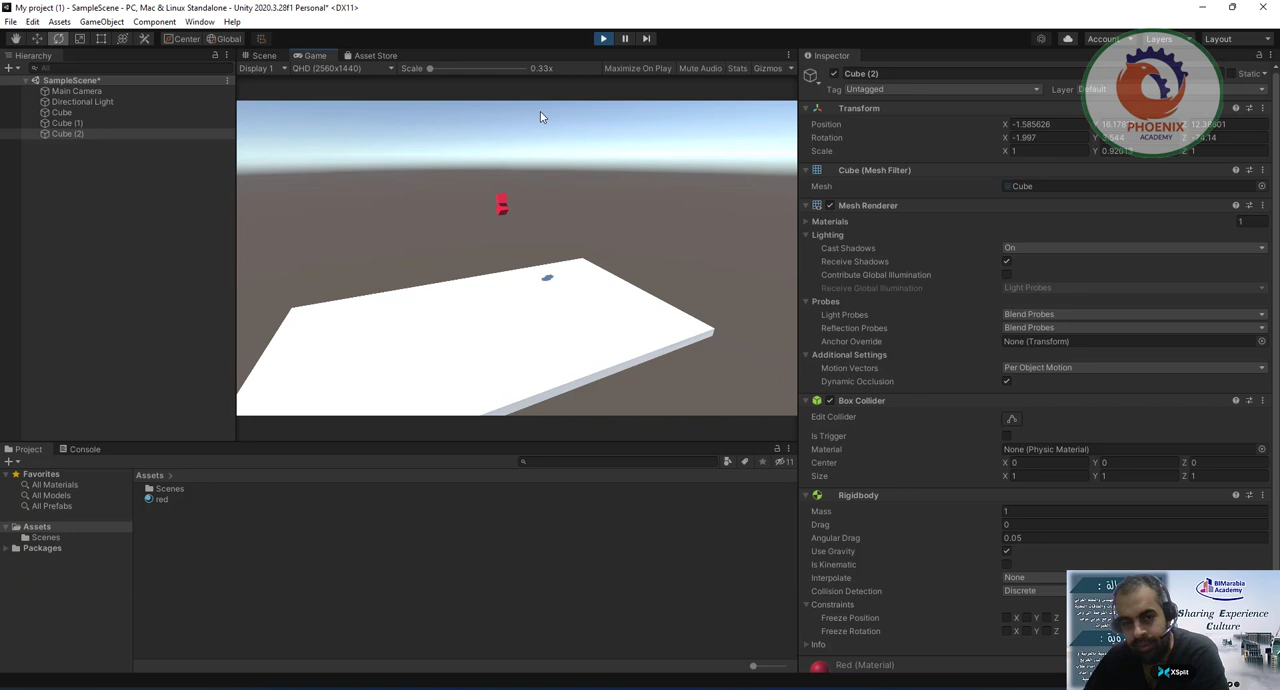 My project (1) - SampleScene - PC, Mac & Linux Standalone - Unity 2020.3.28f1 Personal* <DX11>
File Edit Assets GameObject Component Window Help
Center Global
Account Layers Layout
Hierarchy
All
SampleScene*
Main Camera
Directional Light
Cube
Cube (1)
Cube (2)
Scene Game Asset Store
Display 1 QHD (2560x1440) Scale 0.33x Maximize On Play Mute Audio Stats Gizmos
Project Console
11
Favorites
All Materials
All Models
All Prefabs
Assets
Scenes
Packages
Assets
Scenes
red
Inspector
Cube (2) Static
Tag Untagged Layer Default
Transform
Position X -1.585626 Y Z
Rotation X -1.997 Y Z
Scale X 1 Y Z 1
Cube (Mesh Filter)
Mesh Cube
Mesh Renderer
Materials 1
Lighting
Cast Shadows On
Receive Shadows
Contribute Global Illumination
Receive Global Illumination Light Probes
Probes
Light Probes Blend Probes
Reflection Probes Blend Probes
Anchor Override None (Transform)
Additional Settings
Motion Vectors Per Object Motion
Dynamic Occlusion
Box Collider
Edit Collider
Is Trigger
Material None (Physic Material)
Center X 0 Y 0 Z 0
Size X 1 Y 1 Z 1
Rigidbody
Mass 1
Drag 0
Angular Drag 0.05
Use Gravity
Is Kinematic
Interpolate None
Collision Detection Discrete
Constraints
Freeze Position X Y Z
Freeze Rotation X Y Z
Info
Red (Material)
PHOENIX
ACADEMY
BIMarabia
Academy
Sharing Experience
Culture
XSplit